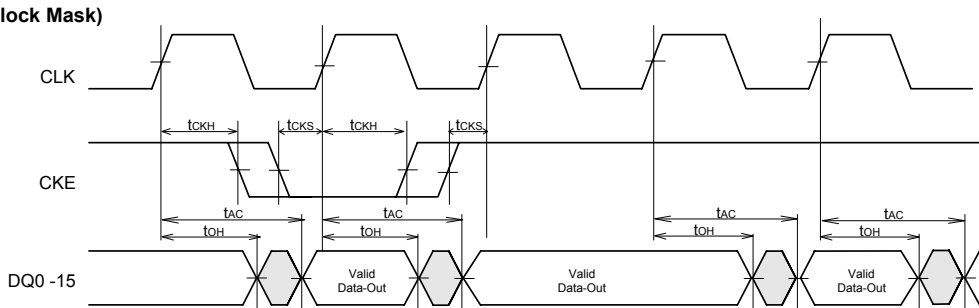 lock Mask)
CLK
tCKH tCKS tCKH tCKS
CKE
tAC tAC tAC tAC
tOH tOH tOH tOH
DQ0 -15
Valid
Data-Out
Valid
Data-Out
Valid
Data-Out